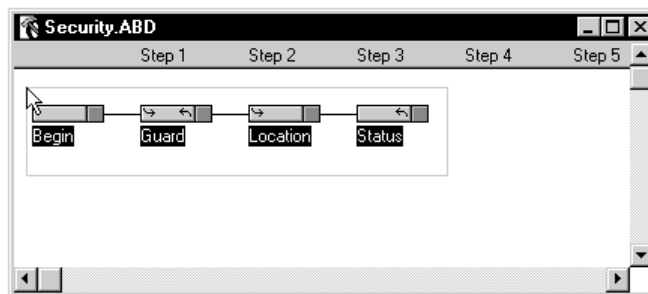 Security.ABD
Step 1 Step 2 Step 3 Step 4 Step 5
Begin Guard Location Status